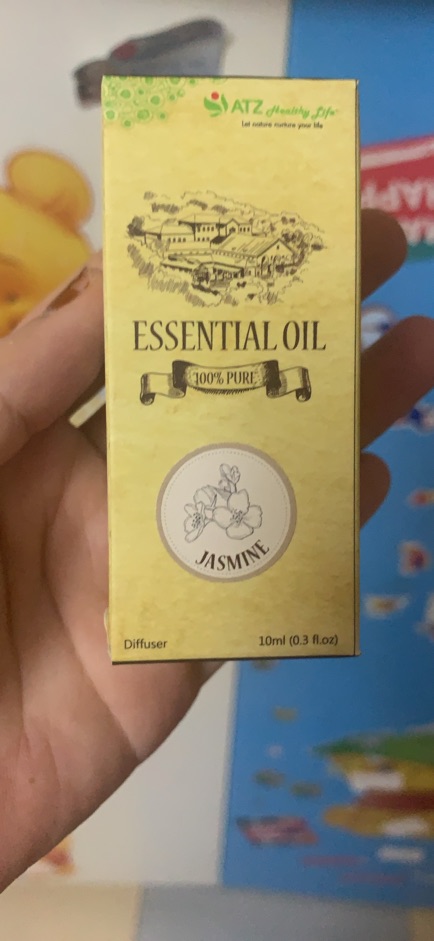 ATZ Healthy Life
Let nature nurture your life
ESSENTIAL OIL
100% PURE
JASMINE
Diffuser
10ml (0.3 fl.oz)